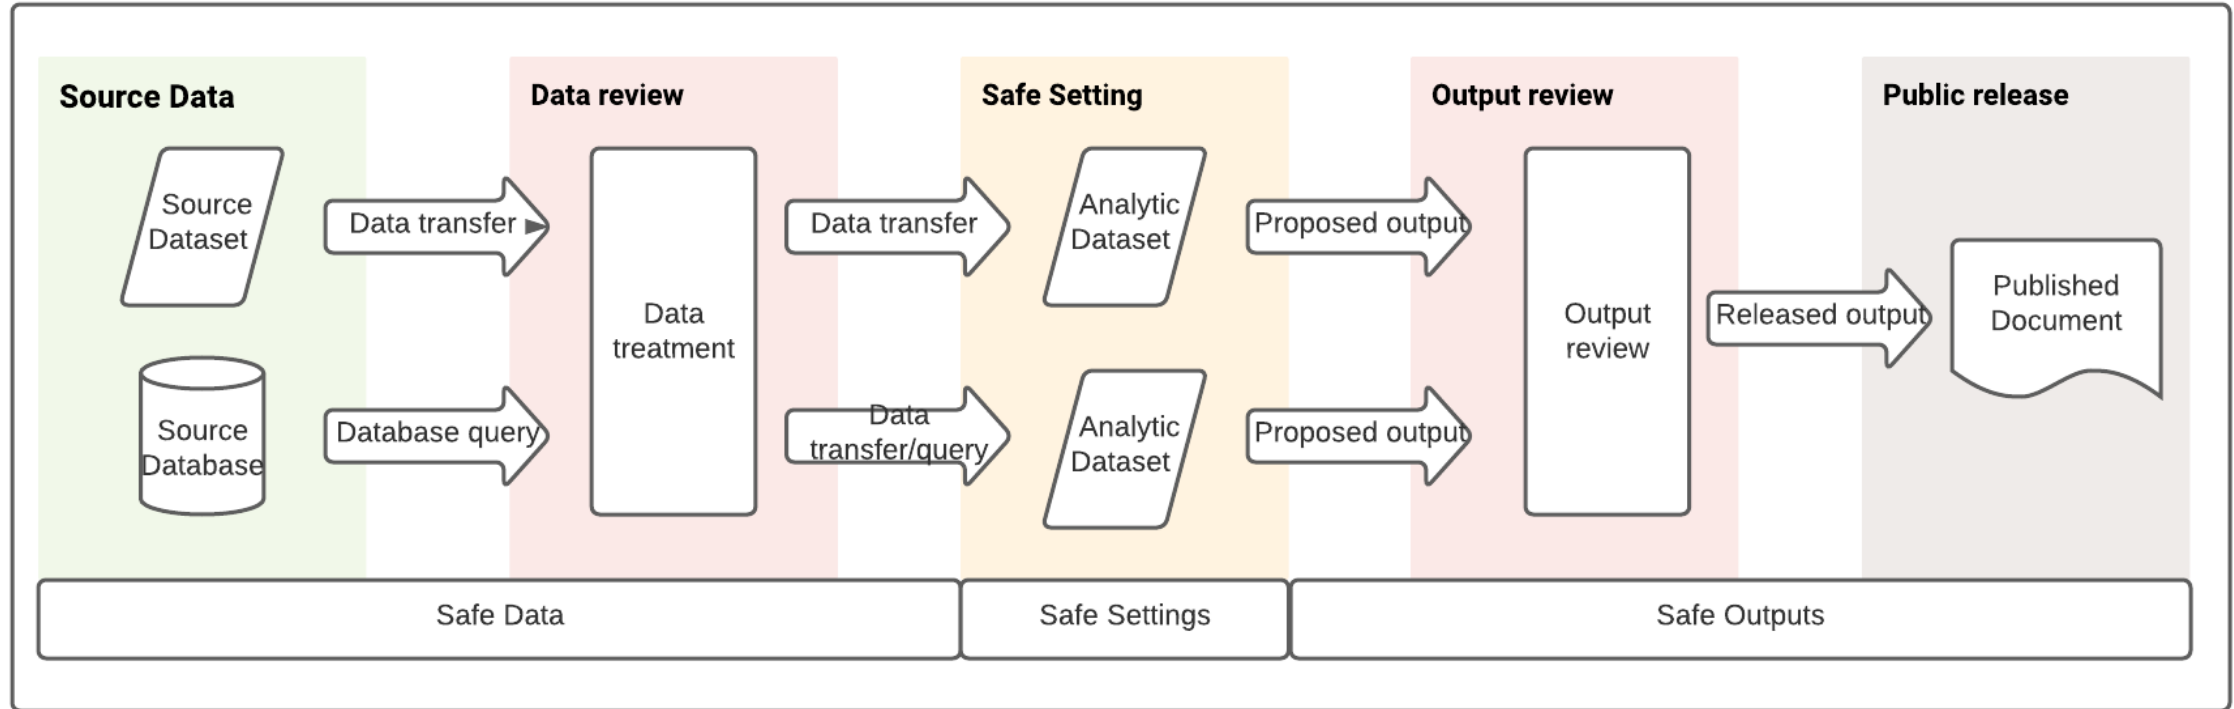 Source Data
Data review
Safe Setting
Output review
Public release
Source
Dataset
Data transfer
Data transfer
Analytic
Dataset
Proposed output
Data
treatment
Output
review
Released output
Published
Document
Source
Database
Database query
Data
transfer/query
Analytic
Dataset
Proposed output
Safe Data
Safe Settings
Safe Outputs